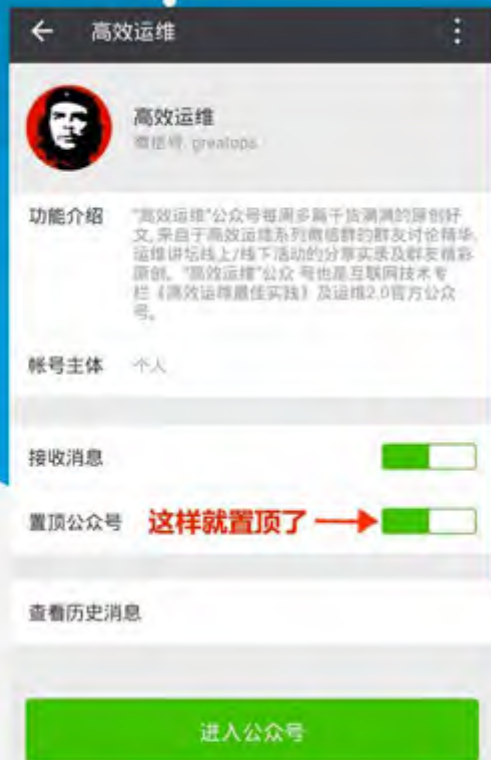 高效运维
高效运维
微信号: greatops
功能介绍
"高效运维"公众号每周多篇干货满满的原创好
文,来自于高效运维系列微信群的群友讨论精华、
运维讲坛线上/线下活动的分享实录及群友精彩
原创。"高效运维"公众 号也是互联网技术专
栏《高效运维最佳实践》及运维2.0官方公众
号。
帐号主体
个人
接收消息
置顶公众号
这样就置顶了
查看历史消息
进入公众号